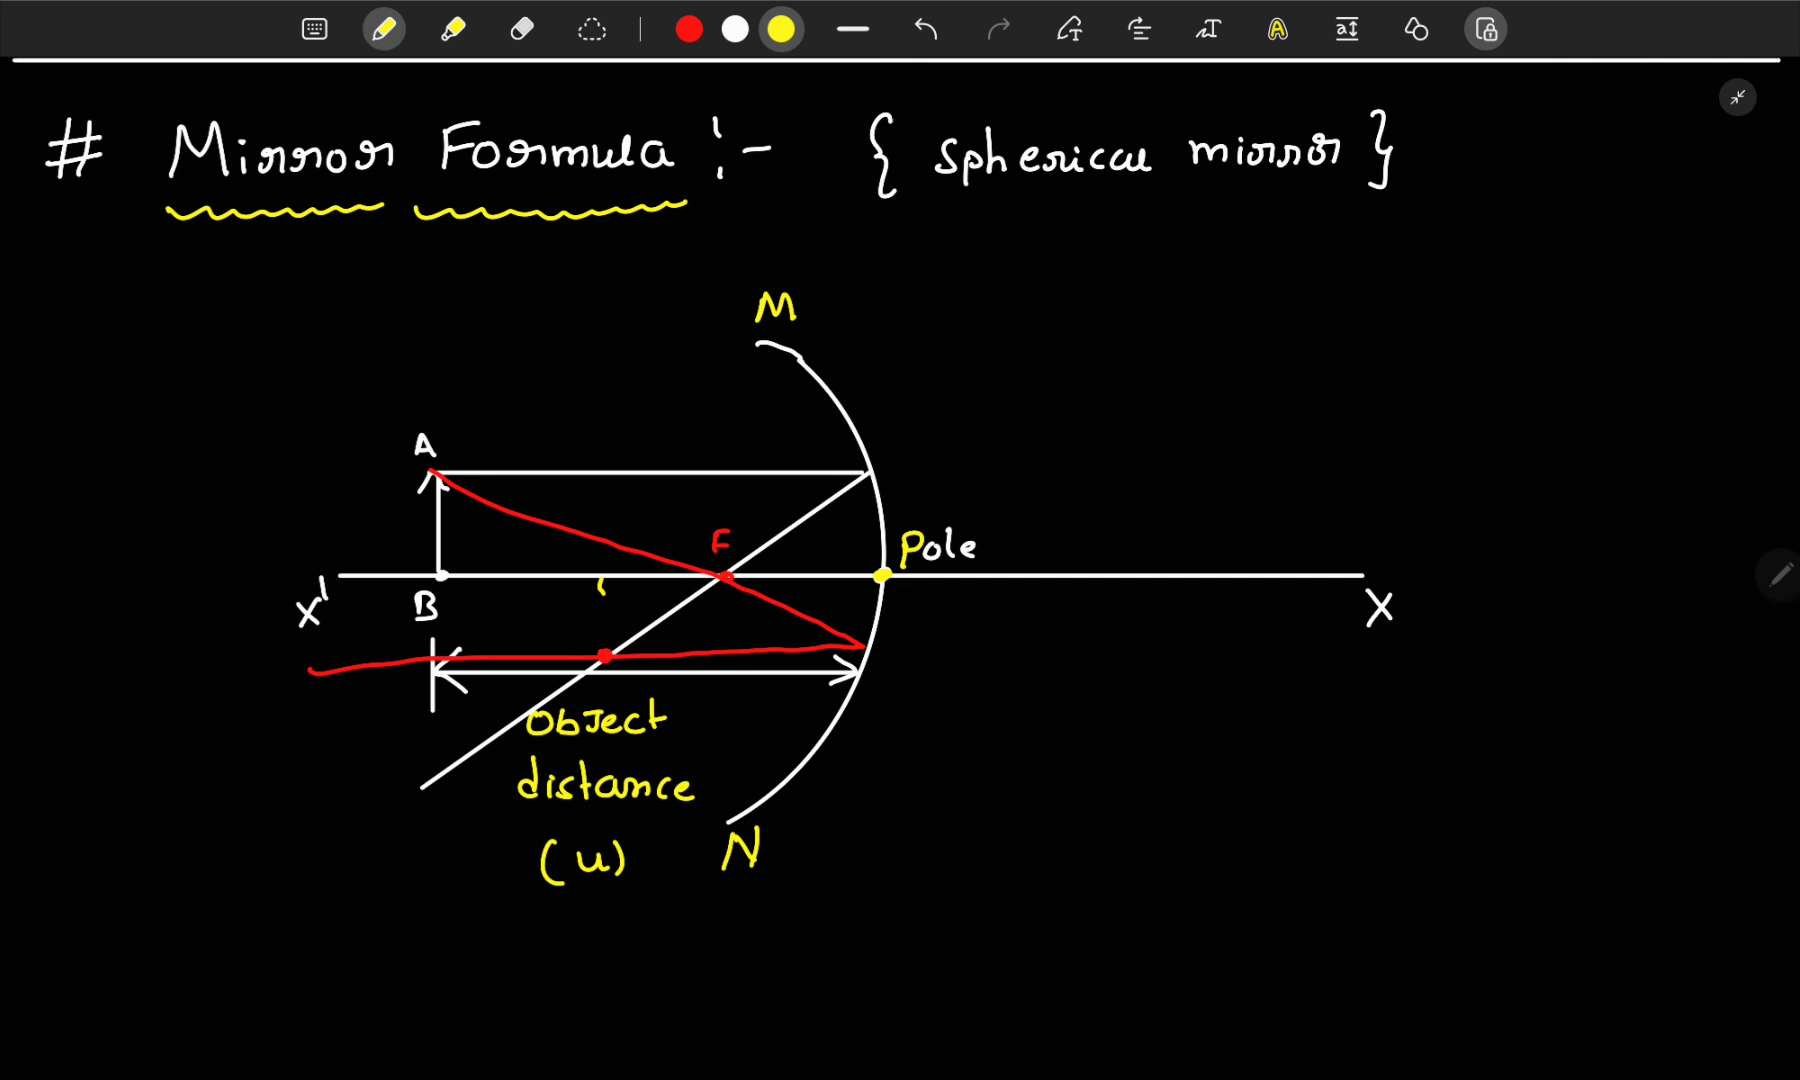 # Mirror Formula :- { spherical mirror }
M
A
F
Pole
X'
B
X
Object
distance
(u)
N